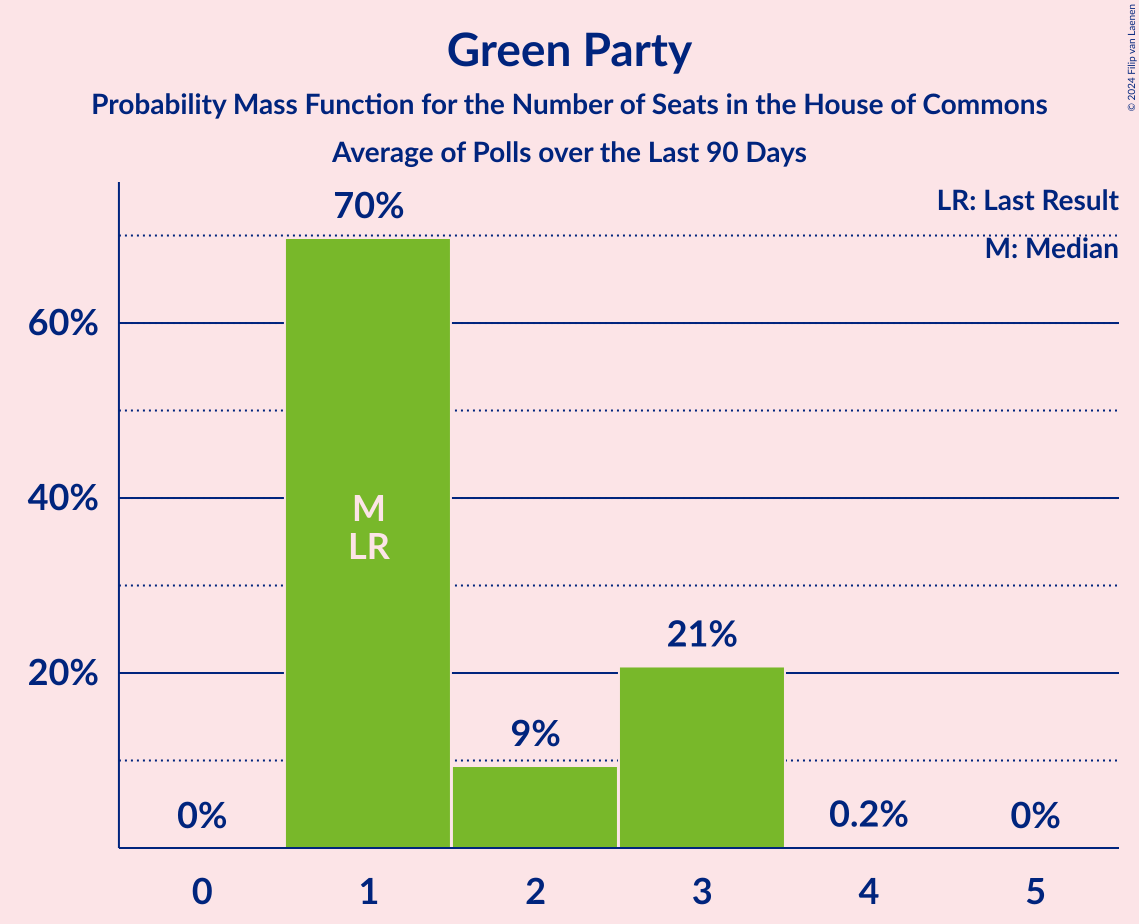 Green Party
Probability Mass Function for the Number of Seats in the House of Commons
Average of Polls over the Last 90 Days
© 2024 Filip van Laenen
LR: Last Result
M: Median
70%
60%
40%
M
LR
21%
20%
9%
0%
0.2%
0%
0 1 2 3 4 5